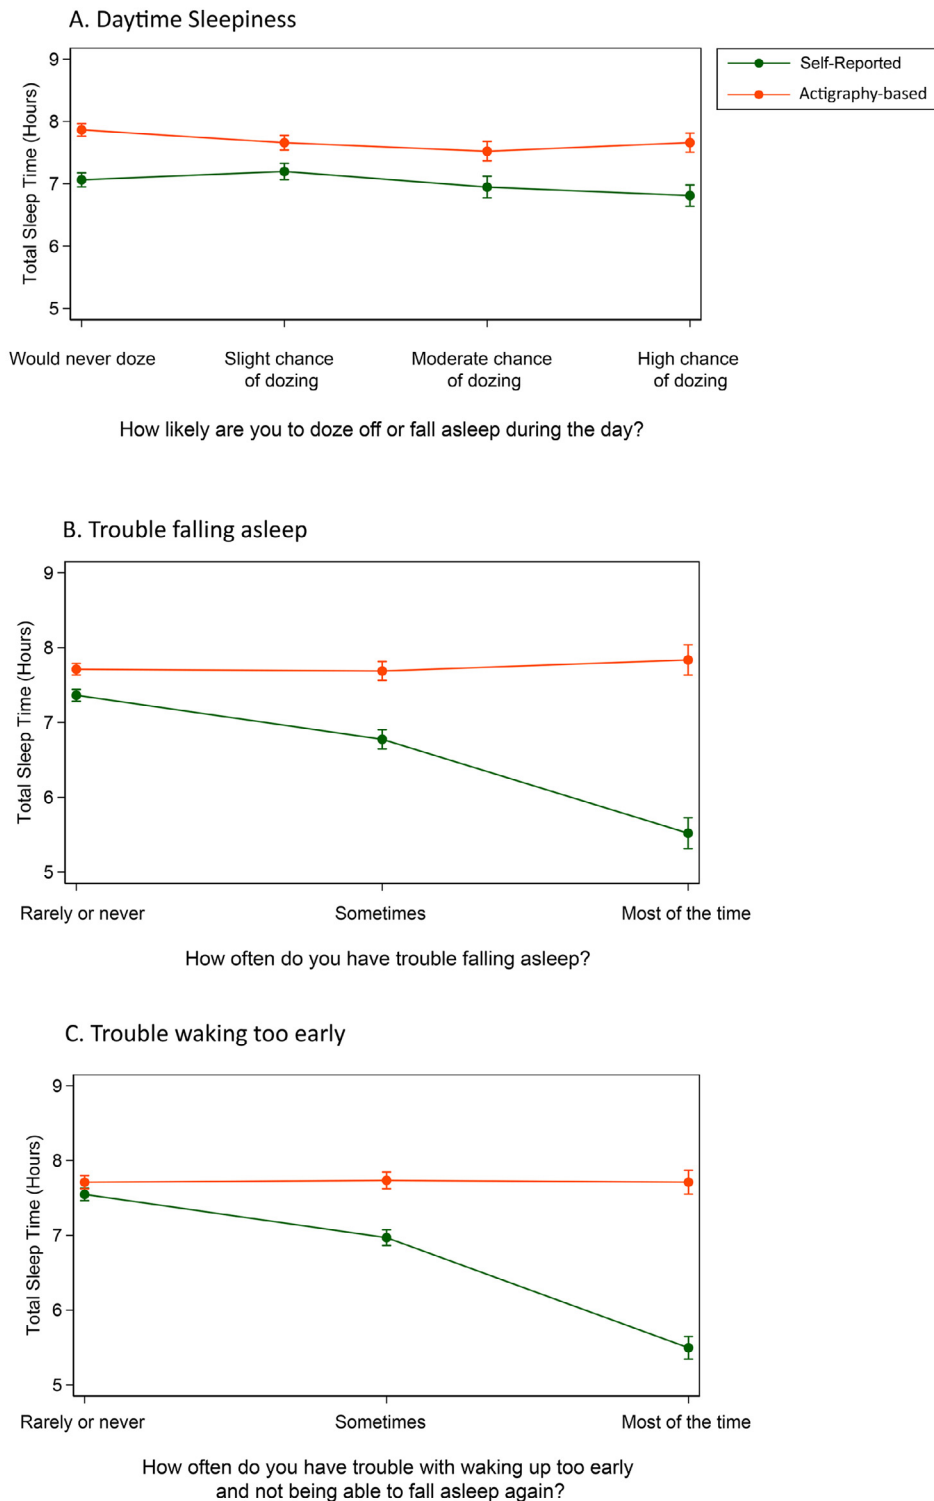 A. Daytime Sleepiness
Self-Reported
Actigraphy-based
Total Sleep Time (Hours)
9
8
7
6
5
Would never doze
Slight chance
of dozing
Moderate chance
of dozing
High chance
of dozing
How likely are you to doze off or fall asleep during the day?
B. Trouble falling asleep
Total Sleep Time (Hours)
9
8
7
6
5
Rarely or never
Sometimes
Most of the time
How often do you have trouble falling asleep?
C. Trouble waking too early
Total Sleep Time (Hours)
9
8
7
6
5
Rarely or never
Sometimes
Most of the time
How often do you have trouble with waking up too early
and not being able to fall asleep again?